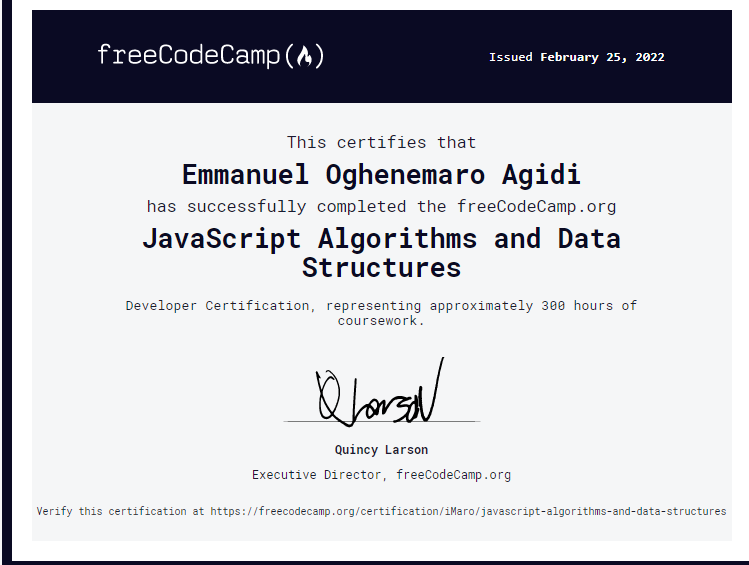 freeCodeCamp(🔥)
Issued February 25, 2022
This certifies that
Emmanuel Oghenemaro Agidi
has successfully completed the freeCodeCamp.org
JavaScript Algorithms and Data
Structures
Developer Certification, representing approximately 300 hours of
coursework.
Q Larson
Quincy Larson
Executive Director, freeCodeCamp.org
Verify this certification at https://freecodecamp.org/certification/iMaro/javascript-algorithms-and-data-structures